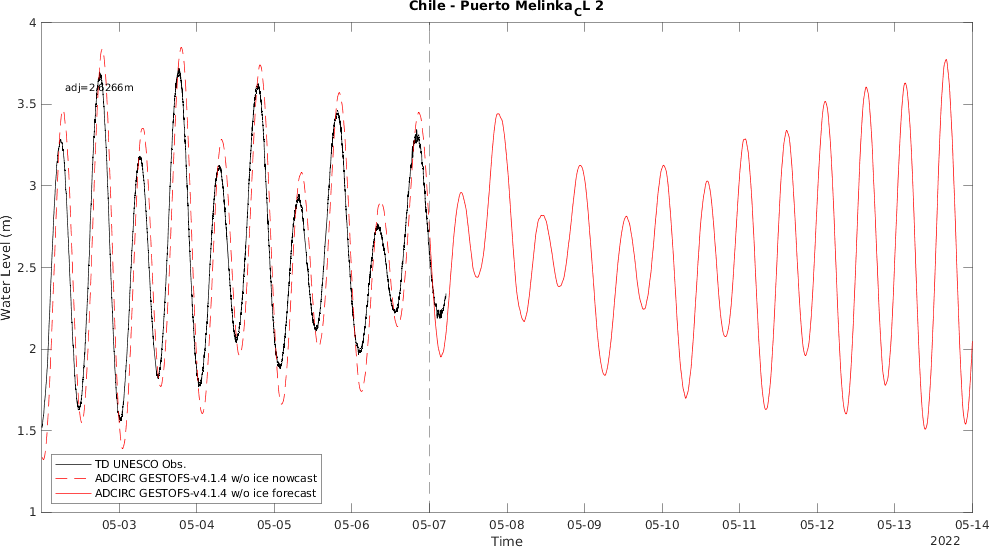 Chile - Puerto Melinka_CL 2
4
3.5
3
2.5
2
1.5
1
Water Level (m)
adj=2.6266m
TD UNESCO Obs.
ADCIRC GESTOFS-v4.1.4 w/o ice nowcast
ADCIRC GESTOFS-v4.1.4 w/o ice forecast
05-03 05-04 05-05 05-06 05-07 05-08 05-09 05-10 05-11 05-12 05-13 05-14
Time
2022